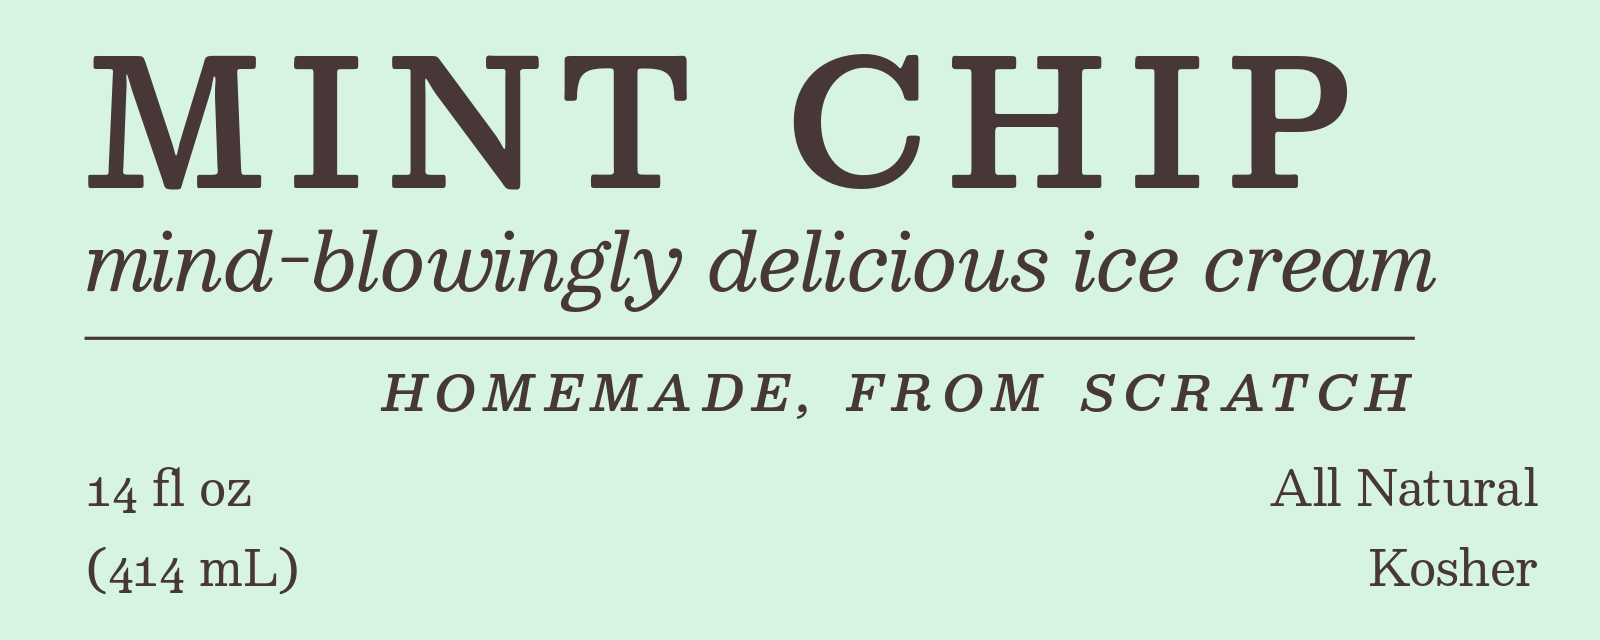 MINT CHIP
mind-blowingly delicious ice cream
HOMEMADE, FROM SCRATCH
14 fl oz
(414 mL)
All Natural
Kosher